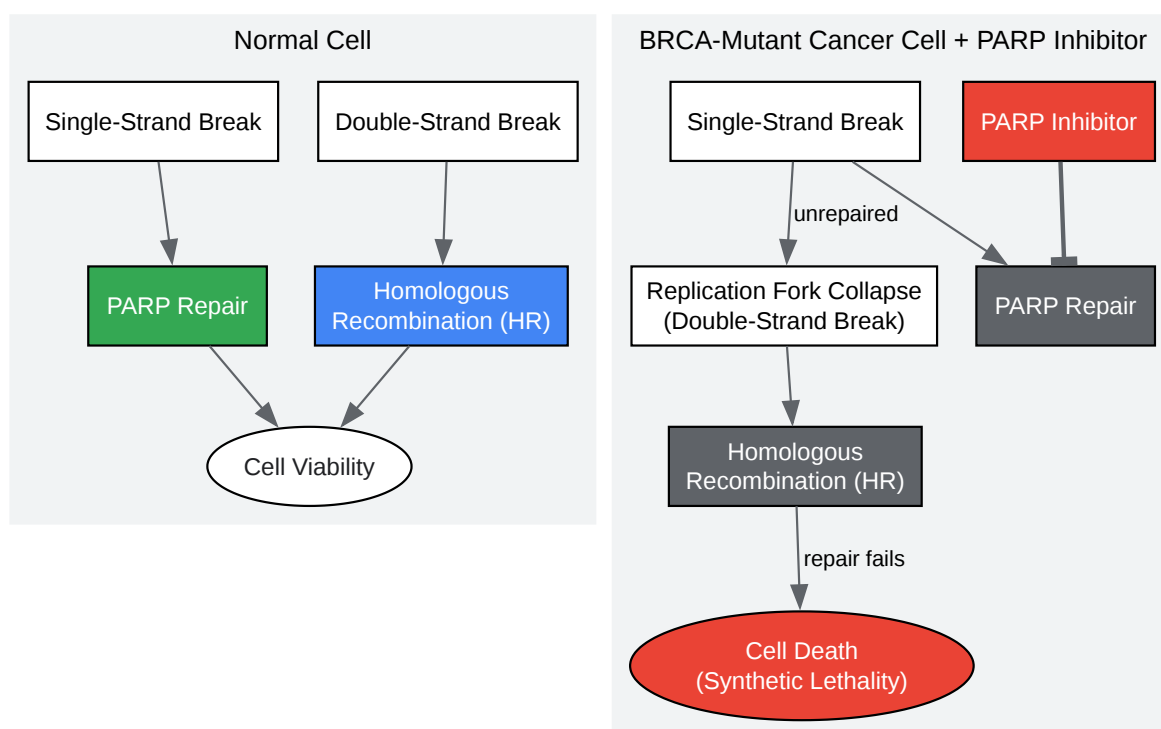 Normal Cell
Single-Strand Break
Double-Strand Break
PARP Repair
Homologous
Recombination (HR)
Cell Viability
BRCA-Mutant Cancer Cell + PARP Inhibitor
Single-Strand Break
PARP Inhibitor
unrepaired
Replication Fork Collapse
(Double-Strand Break)
PARP Repair
Homologous
Recombination (HR)
repair fails
Cell Death
(Synthetic Lethality)